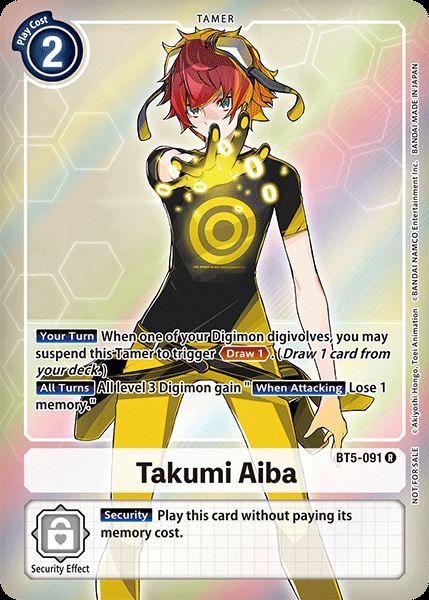 TAMER
Play Cost
2
Your Turn When one of your Digimon digivolves, you may
suspend this Tamer to trigger Draw 1. (Draw 1 card from
your deck.)
All Turns All level 3 Digimon gain "When Attacking Lose 1
memory."
BT5-091 R
Takumi Aiba
Security Play this card without paying its
memory cost.
Security Effect
©Akiyoshi Hongo, Toei Animation ©BANDAI NAMCO Entertainment Inc. BANDAI MADE IN JAPAN
NOT FOR SALE